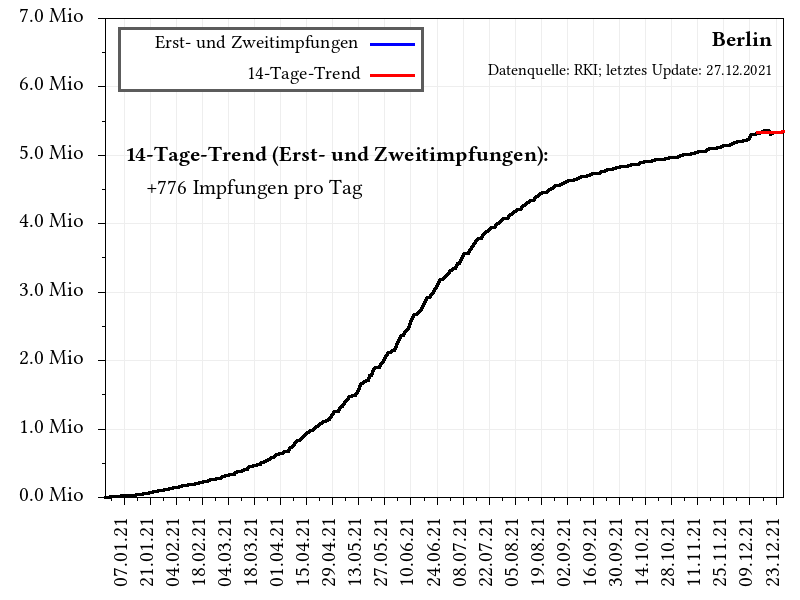 7.0 Mio
6.0 Mio
5.0 Mio
4.0 Mio
3.0 Mio
2.0 Mio
1.0 Mio
0.0 Mio
Erst- und Zweitimpfungen
14-Tage-Trend
Berlin
Datenquelle: RKI; letztes Update: 27.12.2021
14-Tage-Trend (Erst- und Zweitimpfungen):
+776 Impfungen pro Tag
07.01.21
21.01.21
04.02.21
18.02.21
04.03.21
18.03.21
01.04.21
15.04.21
29.04.21
13.05.21
27.05.21
10.06.21
24.06.21
08.07.21
22.07.21
05.08.21
19.08.21
02.09.21
16.09.21
30.09.21
14.10.21
28.10.21
11.11.21
25.11.21
09.12.21
23.12.21